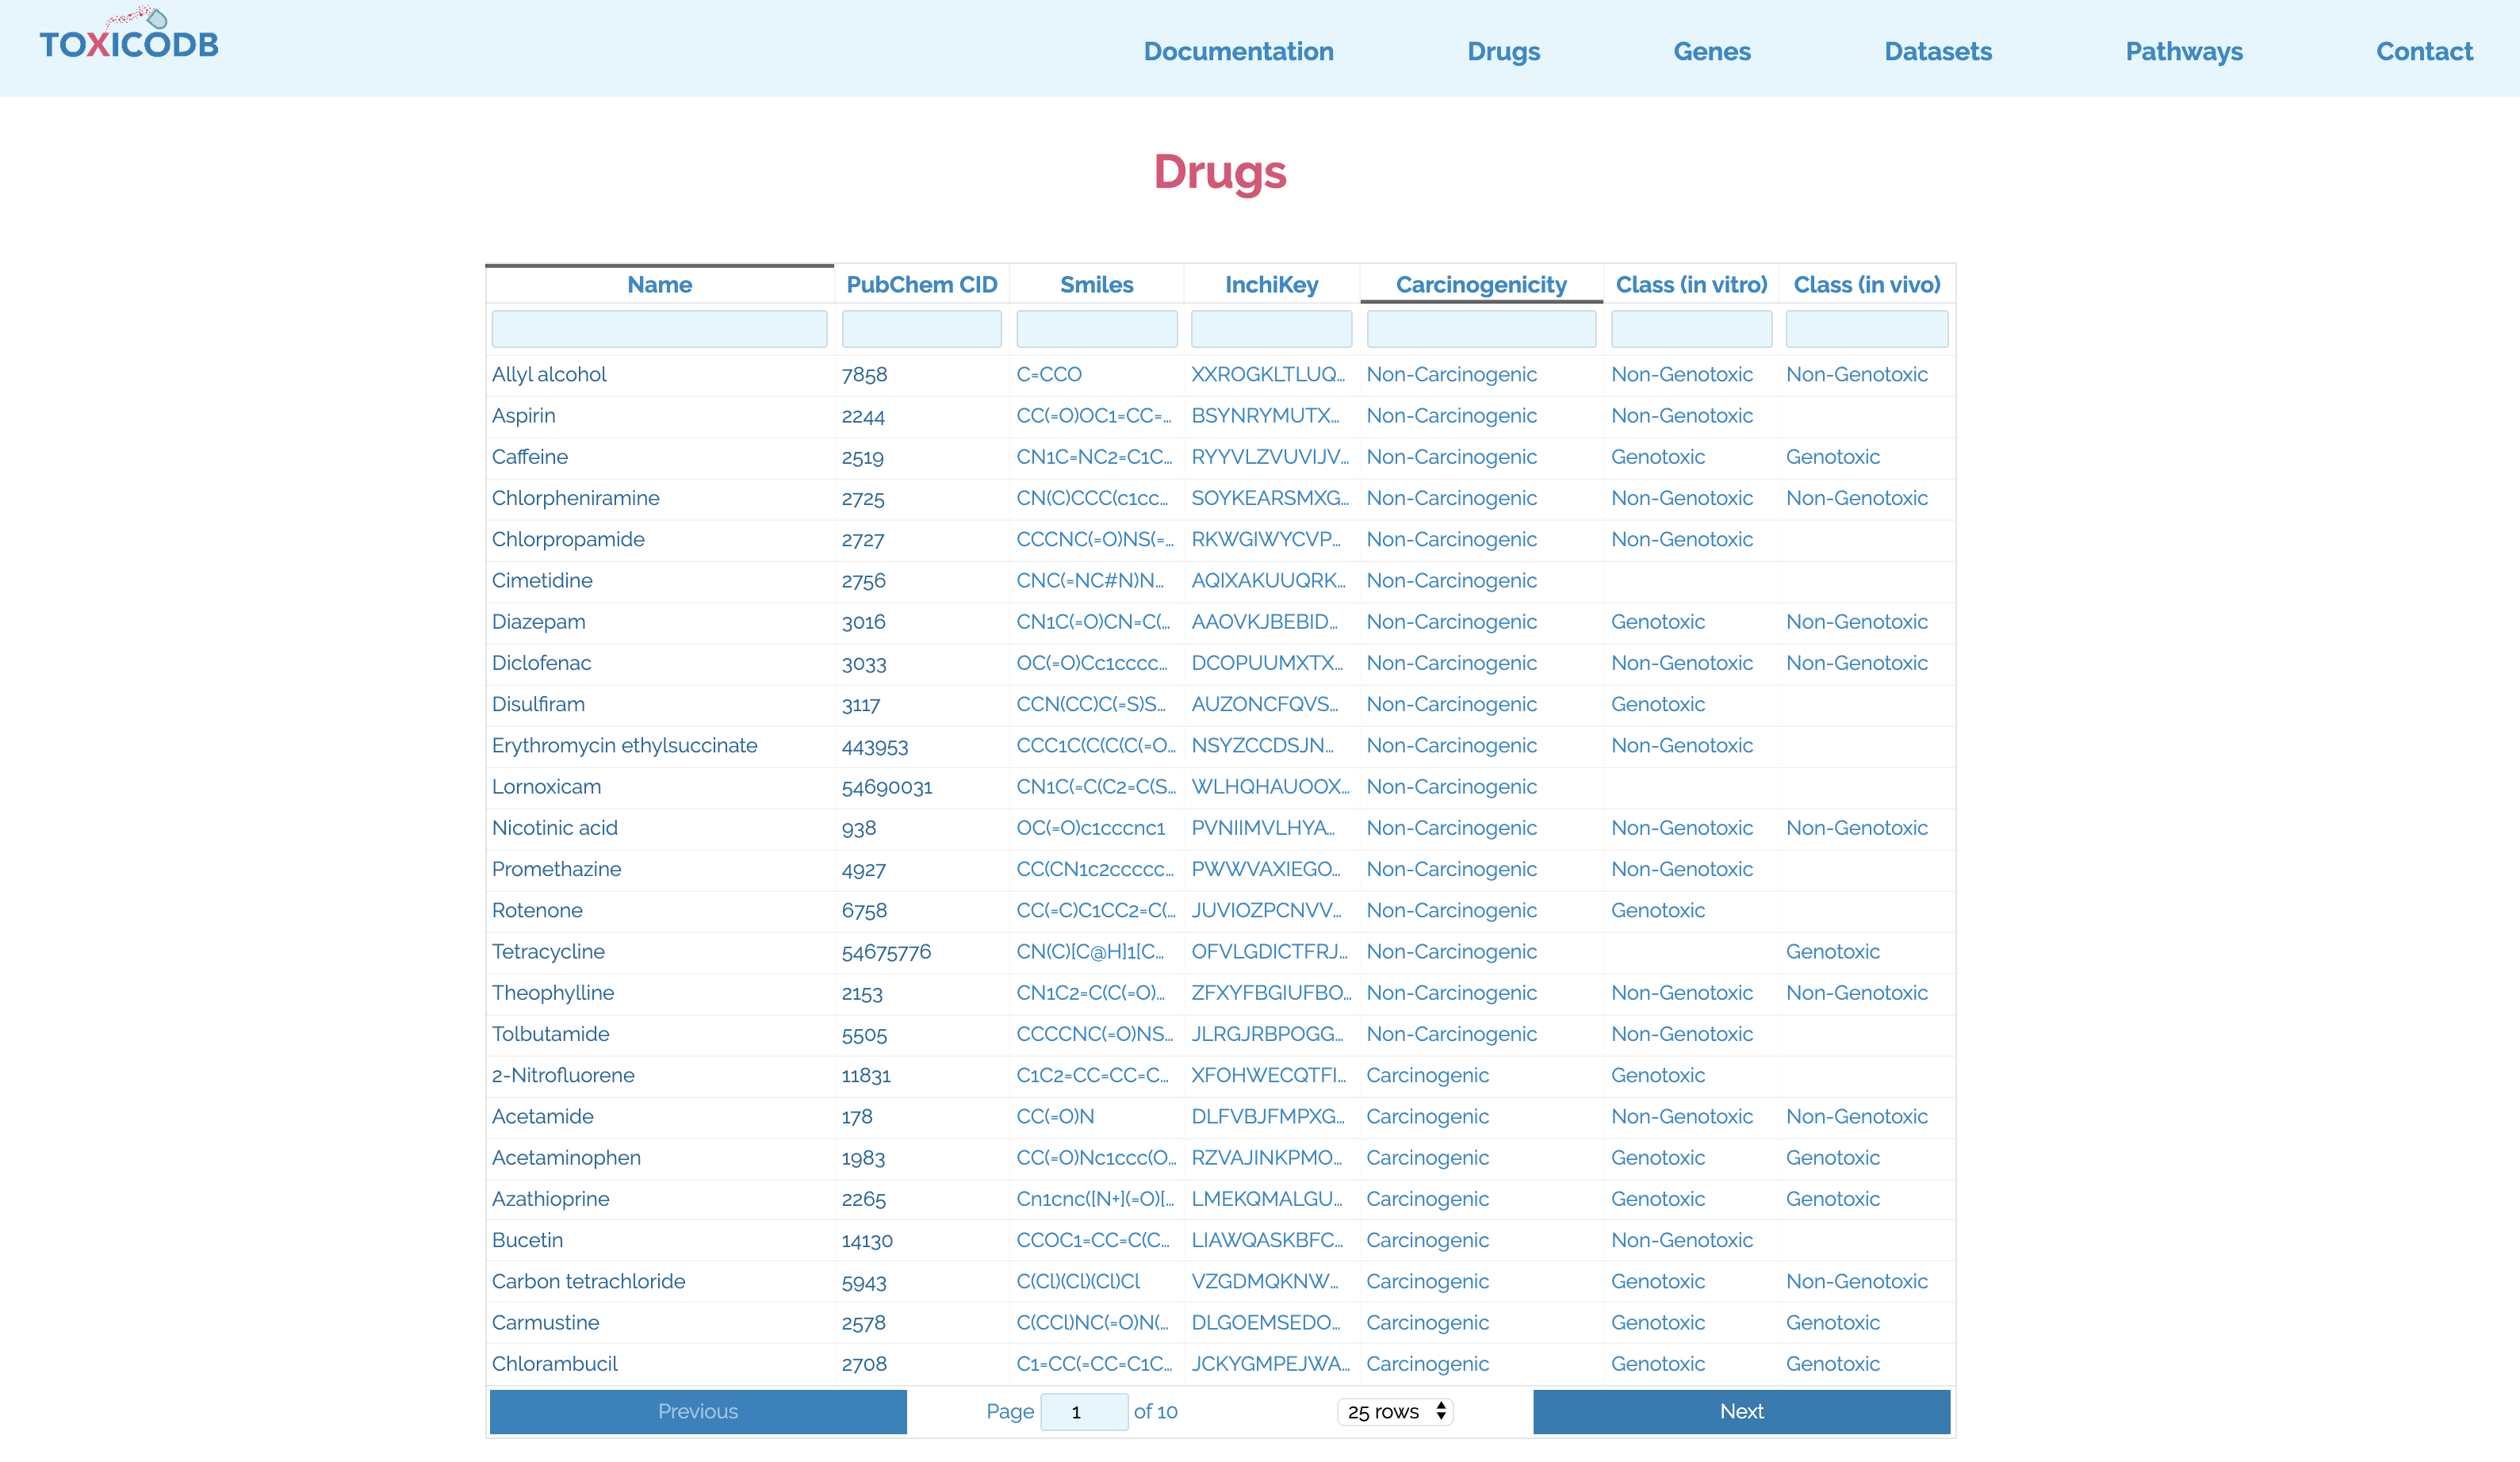 TOXICODB
Documentation Drugs Genes Datasets Pathways Contact
Drugs
Name PubChem CID Smiles InchiKey Carcinogenicity Class (in vitro) Class (in vivo)
Allyl alcohol 7858 C=CCO XXROGKLTLUQ... Non-Carcinogenic Non-Genotoxic Non-Genotoxic
Aspirin 2244 CC(=O)OC1=CC=... BSYNRYMUTX... Non-Carcinogenic Non-Genotoxic
Caffeine 2519 CN1C=NC2=C1C... RYYVLZVUVIJV... Non-Carcinogenic Genotoxic Genotoxic
Chlorpheniramine 2725 CN(C)CCC(c1cc... SOYKEARSMXG... Non-Carcinogenic Non-Genotoxic Non-Genotoxic
Chlorpropamide 2727 CCCNC(=O)NS(=... RKWGIWYCVP... Non-Carcinogenic Non-Genotoxic
Cimetidine 2756 CNC(=NC#N)N... AQIXAKUUQRK... Non-Carcinogenic
Diazepam 3016 CN1C(=O)CN=C(... AAOVKJBEBID... Non-Carcinogenic Genotoxic Non-Genotoxic
Diclofenac 3033 OC(=O)Cc1cccc... DCOPUUMXTX... Non-Carcinogenic Non-Genotoxic Non-Genotoxic
Disulfiram 3117 CCN(CC)C(=S)S... AUZONCFQVS... Non-Carcinogenic Genotoxic
Erythromycin ethylsuccinate 443953 CCC1C(C(C(C(=O... NSYZCCDSJN... Non-Carcinogenic Non-Genotoxic
Lornoxicam 54690031 CN1C(=C(C2=C(S... WLHQHAUOOX... Non-Carcinogenic
Nicotinic acid 938 OC(=O)c1cccnc1 PVNIIMVLHYA... Non-Carcinogenic Non-Genotoxic Non-Genotoxic
Promethazine 4927 CC(CN1c2ccccc... PWWVAXIEGO... Non-Carcinogenic Non-Genotoxic
Rotenone 6758 CC(=C)C1CC2=C(... JUVIOZPCNVV... Non-Carcinogenic Genotoxic
Tetracycline 54675776 CN(C)[C@H]1[C... OFVLGDICTFRJ... Non-Carcinogenic Genotoxic
Theophylline 2153 CN1C2=C(C(=O)... ZFXYFBGIUFBO... Non-Carcinogenic Non-Genotoxic Non-Genotoxic
Tolbutamide 5505 CCCCNC(=O)NS... JLRGJRBPOGG... Non-Carcinogenic Non-Genotoxic
2-Nitrofluorene 11831 C1C2=CC=CC=C... XFOHWECQTFI... Carcinogenic Genotoxic
Acetamide 178 CC(=O)N DLFVBJFMPXG... Carcinogenic Non-Genotoxic Non-Genotoxic
Acetaminophen 1983 CC(=O)Nc1ccc(O... RZVAJINKPMO... Carcinogenic Genotoxic Genotoxic
Azathioprine 2265 Cn1cnc([N+](=O)[... LMEKQMALGU... Carcinogenic Genotoxic Genotoxic
Bucetin 14130 CCOC1=CC=C(C... LIAWQASKBFC... Carcinogenic Non-Genotoxic
Carbon tetrachloride 5943 C(Cl)(Cl)(Cl)Cl VZGDMQKNW... Carcinogenic Genotoxic Non-Genotoxic
Carmustine 2578 C(CCl)NC(=O)N(... DLGOEMSEDO... Carcinogenic Genotoxic Genotoxic
Chlorambucil 2708 C1=CC(=CC=C1C... JCKYGMPEJWA... Carcinogenic Genotoxic Genotoxic
Previous Page 1 of 10 25 rows Next